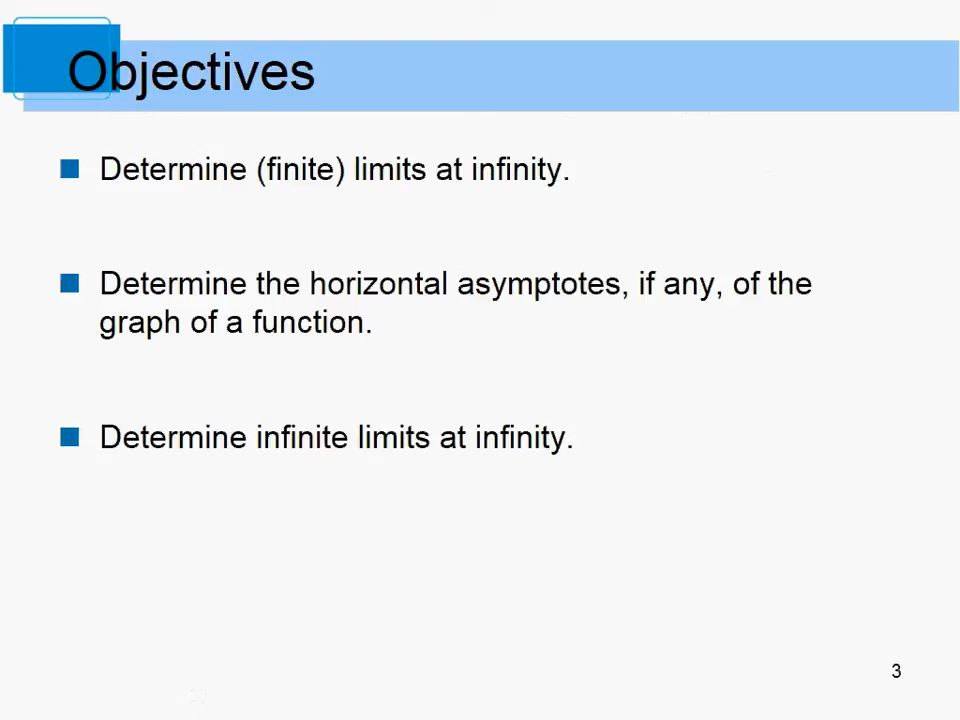 Objectives
Determine (finite) limits at infinity.
Determine the horizontal asymptotes, if any, of the
graph of a function.
Determine infinite limits at infinity.
3